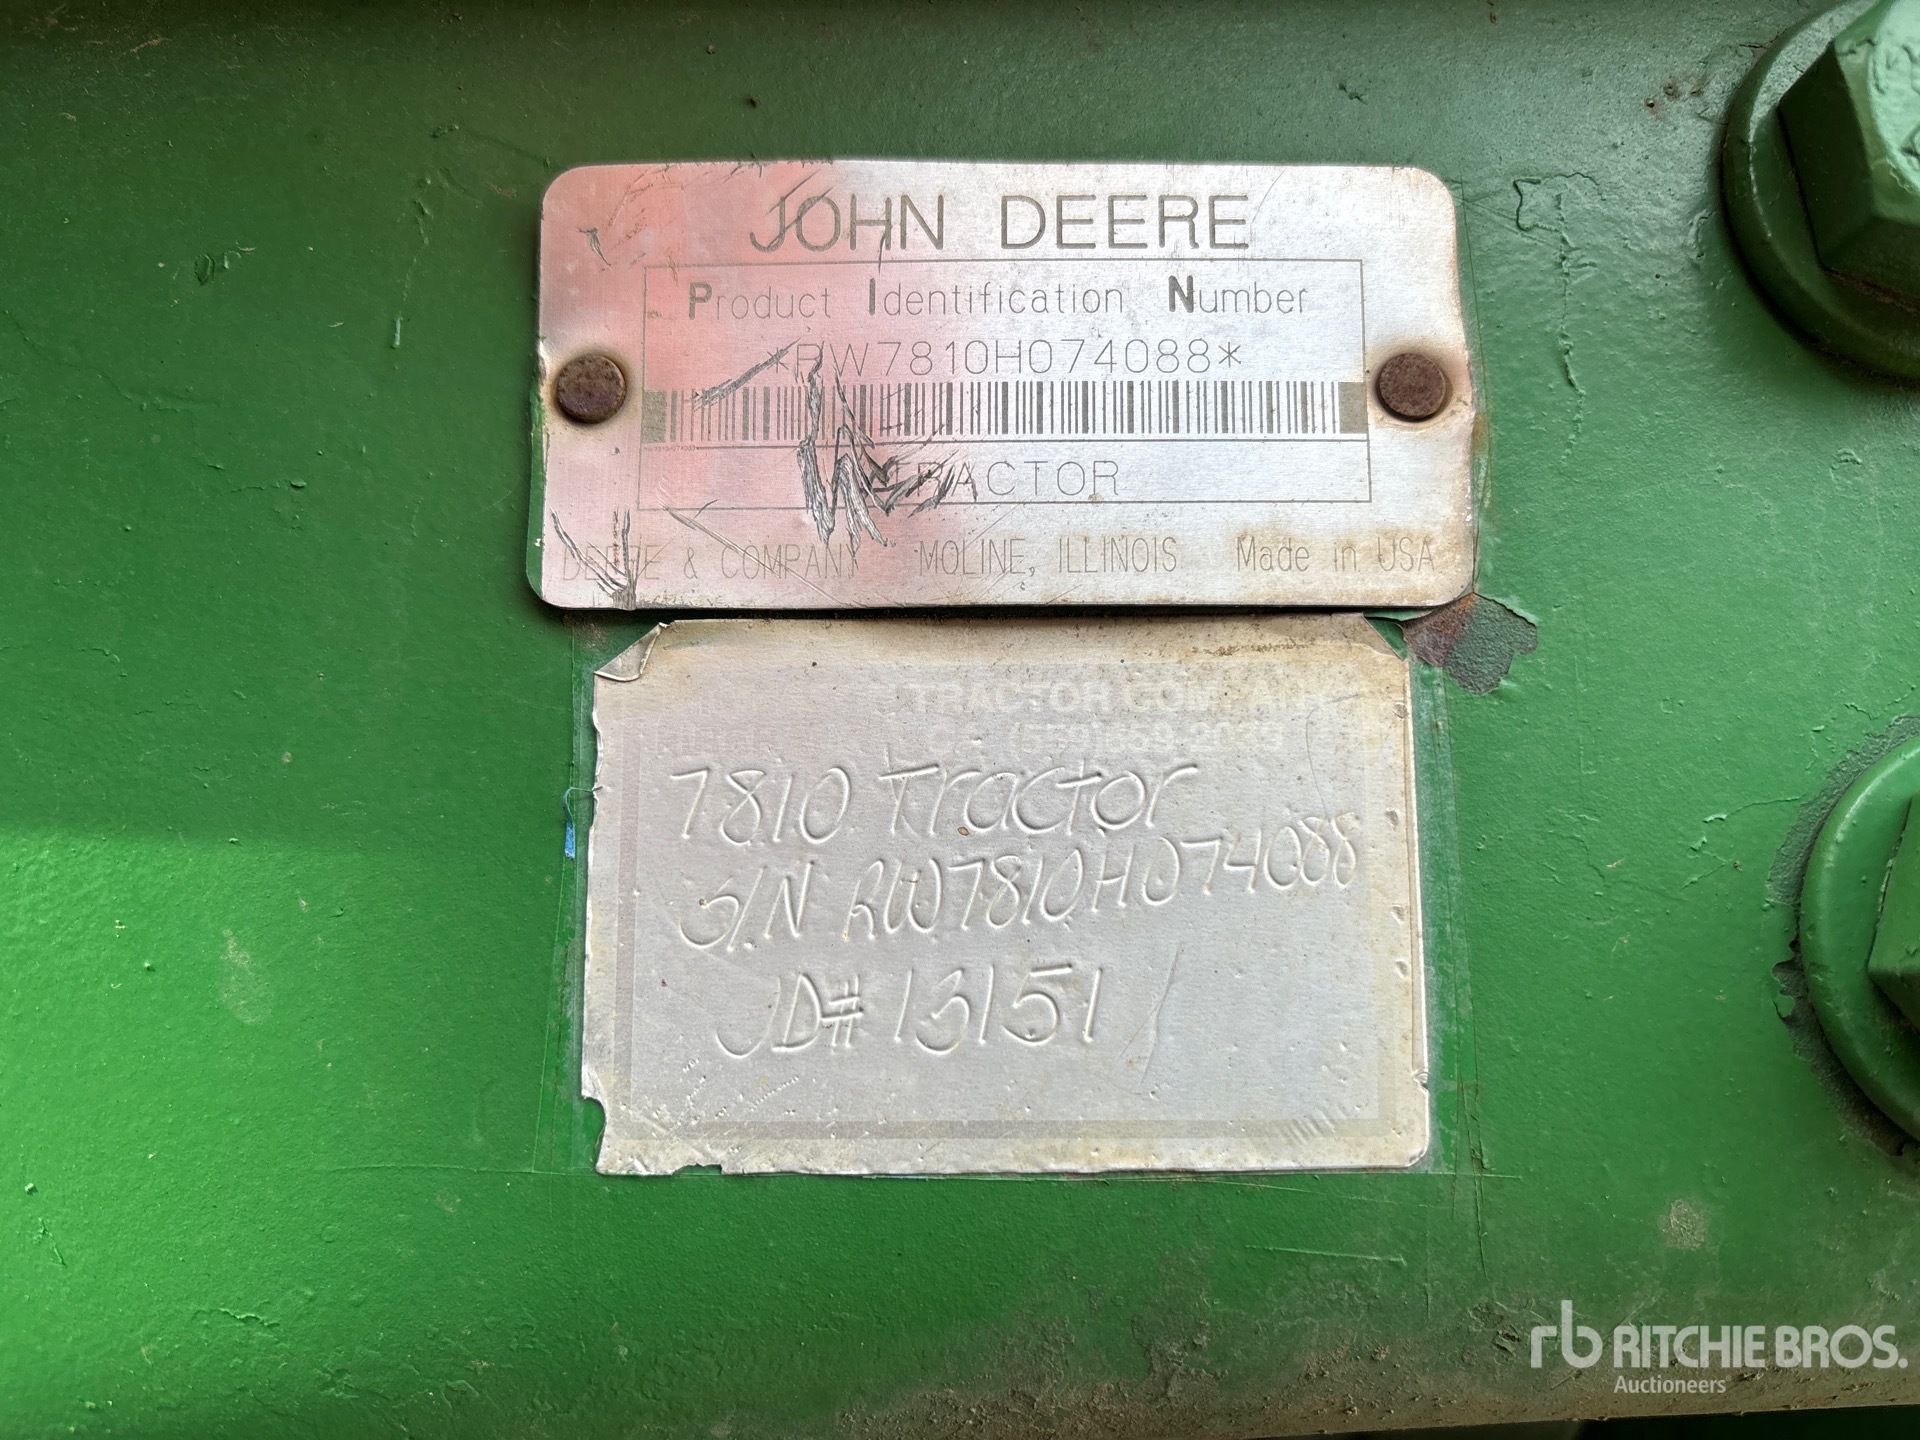 JOHN DEERE
Product Identification Number
*RW7810H074088*
TRACTOR
DEERE & COMPANY MOLINE, ILLINOIS Made in USA
TRACTOR COMPANY
7810 Tractor
S/N RW7810H074088
JD# 13151
rb RITCHIE BROS.
Auctioneers